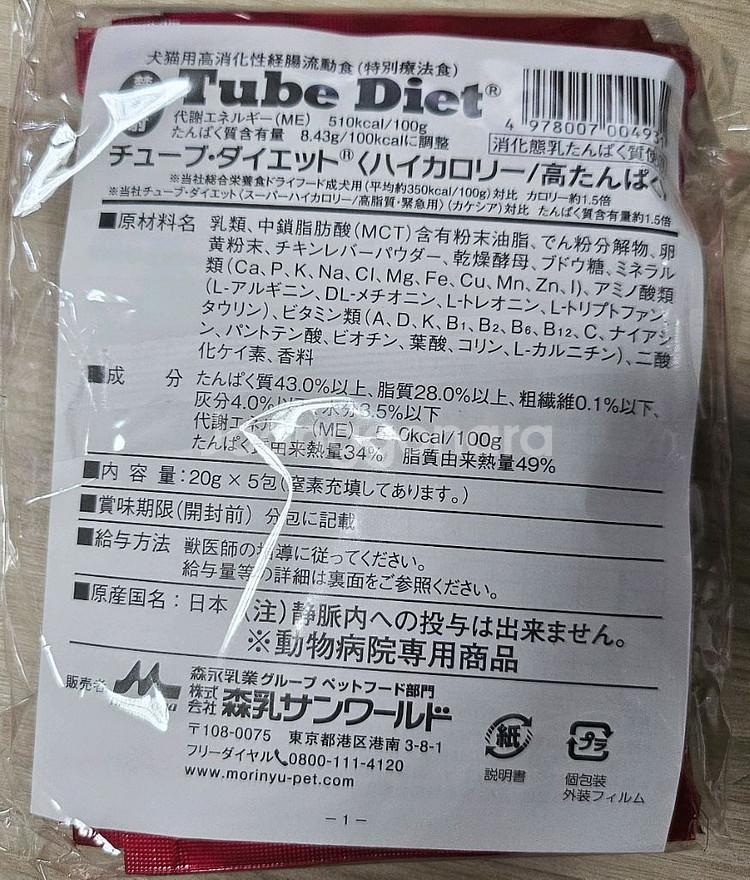 犬猫用高消化性経腸流動食(特別療法食)
Tube Diet®
代謝エネルギー(ME) 510kcal/100g
たんぱく質含有量 8.43g/100kcalに調整
4 978007 00493
消化態乳たんぱく質使
チューブ・ダイエット®〈ハイカロリー/高たんぱく
※当社総合栄養食ドライフード成犬用(平均約350kcal/100g)対比 カロリー約1.5倍
※当社チューブ・ダイエット〈スーパーハイカロリー/高脂質・緊急用〉(カケシア)対比 たんぱく質含有量約1.5倍
■原材料名 乳類、中鎖脂肪酸(MCT)含有粉末油脂、でん粉分解物、卵
黄粉末、チキンレバーパウダー、乾燥酵母、ブドウ糖、ミネラル
類(Ca、P、K、Na、Cl、Mg、Fe、Cu、Mn、Zn、I)、アミノ酸類
(L-アルギニン、DL-メチオニン、L-トレオニン、L-トリプトファン、
タウリン)、ビタミン類(A、D、K、B1、B2、B6、B12、C、ナイアシ
ン、パントテン酸、ビオチン、葉酸、コリン、L-カルニチン)、二酸
化ケイ素、香料
■成 分 たんぱく質43.0%以上、脂質28.0%以上、粗繊維0.1%以下、
灰分4.0%以下、水分3.5%以下
代謝エネルギー(ME) 510kcal/100g
たんぱく質由来熱量34% 脂質由来熱量49%
■内容量:20g×5包(窒素充填してあります。)
■賞味期限(開封前) 分包に記載
■給与方法 獣医師の指導に従ってください。
給与量等の詳細は裏面をご参照ください。
■原産国名:日本 (注)静脈内への投与は出来ません。
※動物病院専用商品
販売者
森永乳業グループ ペットフード部門
株式会社 森乳サンワールド
〒108-0075 東京都港区港南3-8-1
フリーダイヤル 0800-111-4120
www.morinyu-pet.com
紙
説明書
プラ
個包装
外装フィルム
-1-